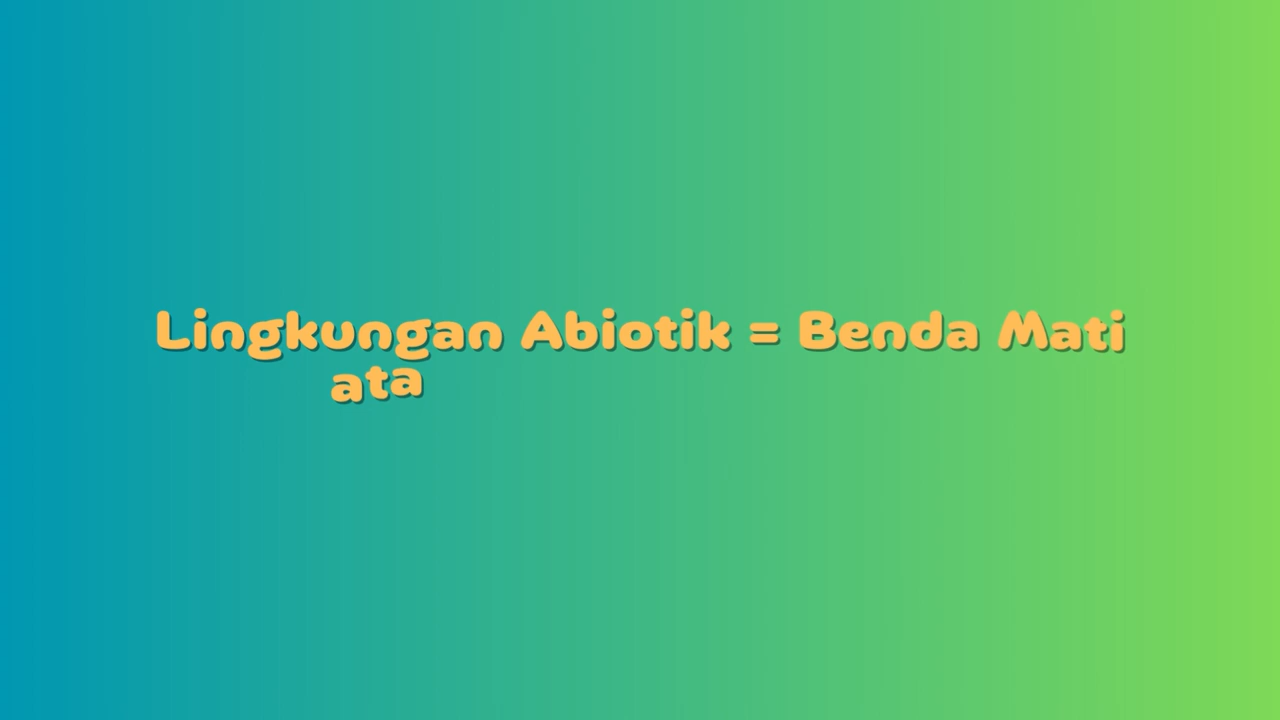 Lingkungan Abiotik = Benda Mati
ata